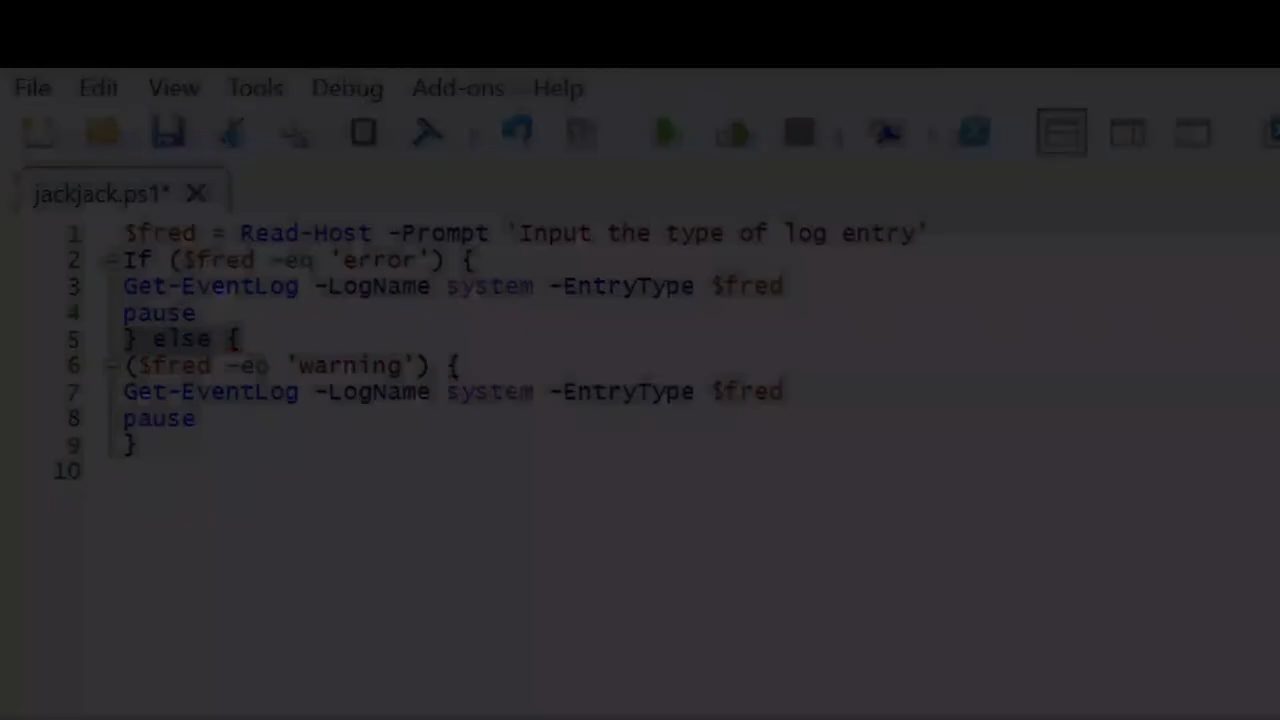 File Edit View Tools Debug Add-ons Help
jackjack.ps1* X
1 $fred = Read-Host -Prompt 'Input the type of log entry'
2 If ($fred -eq 'error') {
3 Get-EventLog -LogName system -EntryType $fred
4 pause
5 } else {
6 ($fred -eq 'warning') {
7 Get-EventLog -LogName system -EntryType $fred
8 pause
9 }
10